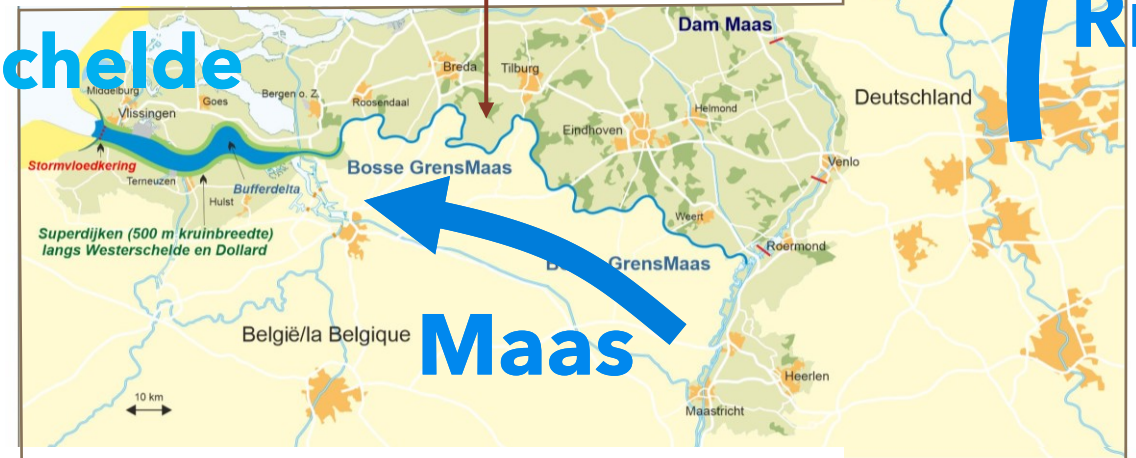 Dam Maas
R
chelde
Breda
Tilburg
Middelburg
Goes
Bergen o. Z.
Roosendaal
Deutschland
Vlissingen
Helmond
Eindhoven
Stormvloedkering
Bosse GrensMaas
Venlo
Terneuzen
Bufferdelta
Hulst
Weert
Superdijken (500 m kruinbreedte)
langs Westerschelde en Dollard
Roermond
GrensMaas
België/la Belgique
Maas
Heerlen
10 km
Maastricht